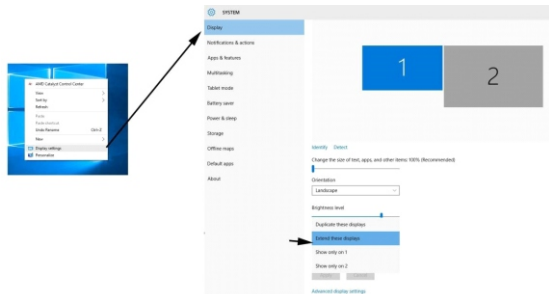 AMD Catalyst Control Center
View
Sort by
Refresh
Paste
Paste shortcut
Undo Rename Ctrl+Z
New
Display settings
Personalize
SYSTEM
Display
Notifications & actions
Apps & features
Multitasking
Tablet mode
Battery saver
Power & sleep
Storage
Offline maps
Default apps
About
1
2
Identify Detect
Change the size of text, apps, and other items: 100% (Recommended)
Orientation
Landscape
Brightness level
Duplicate these displays
Extend these displays
Show only on 1
Show only on 2
Apply Cancel
Advanced display settings